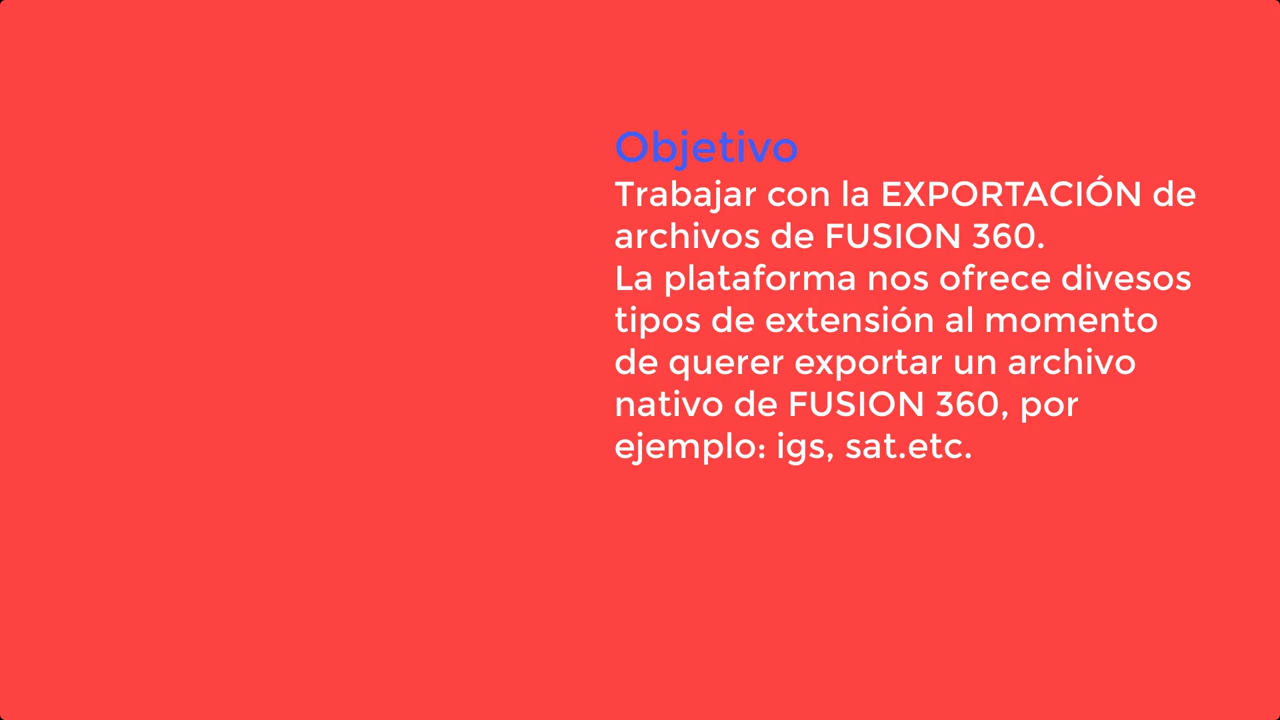 Objetivo
Trabajar con la EXPORTACIÓN de
archivos de FUSION 360.
La plataforma nos ofrece divesos
tipos de extensión al momento
de querer exportar un archivo
nativo de FUSION 360, por
ejemplo: igs, sat.etc.